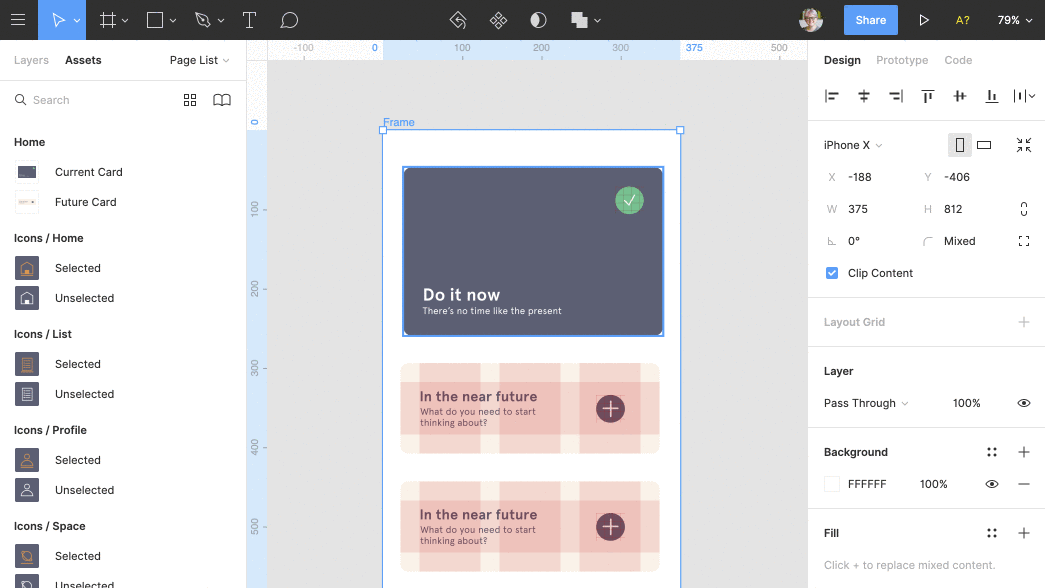 Share
A?
79%
Layers
Assets
Page List
Search
Home
Current Card
Future Card
Icons / Home
Selected
Unselected
Icons / List
Selected
Unselected
Icons / Profile
Selected
Unselected
Icons / Space
Selected
Unselected
-100
0
100
200
300
375
500
0
100
200
300
400
500
Frame
Do it now
There's no time like the present
In the near future
What do you need to start
thinking about?
In the near future
What do you need to start
thinking about?
Design
Prototype
Code
iPhone X
X -188
Y -406
W 375
H 812
0°
Mixed
Clip Content
Layout Grid
Layer
Pass Through
100%
Background
FFFFFF
100%
Fill
Click + to replace mixed content.